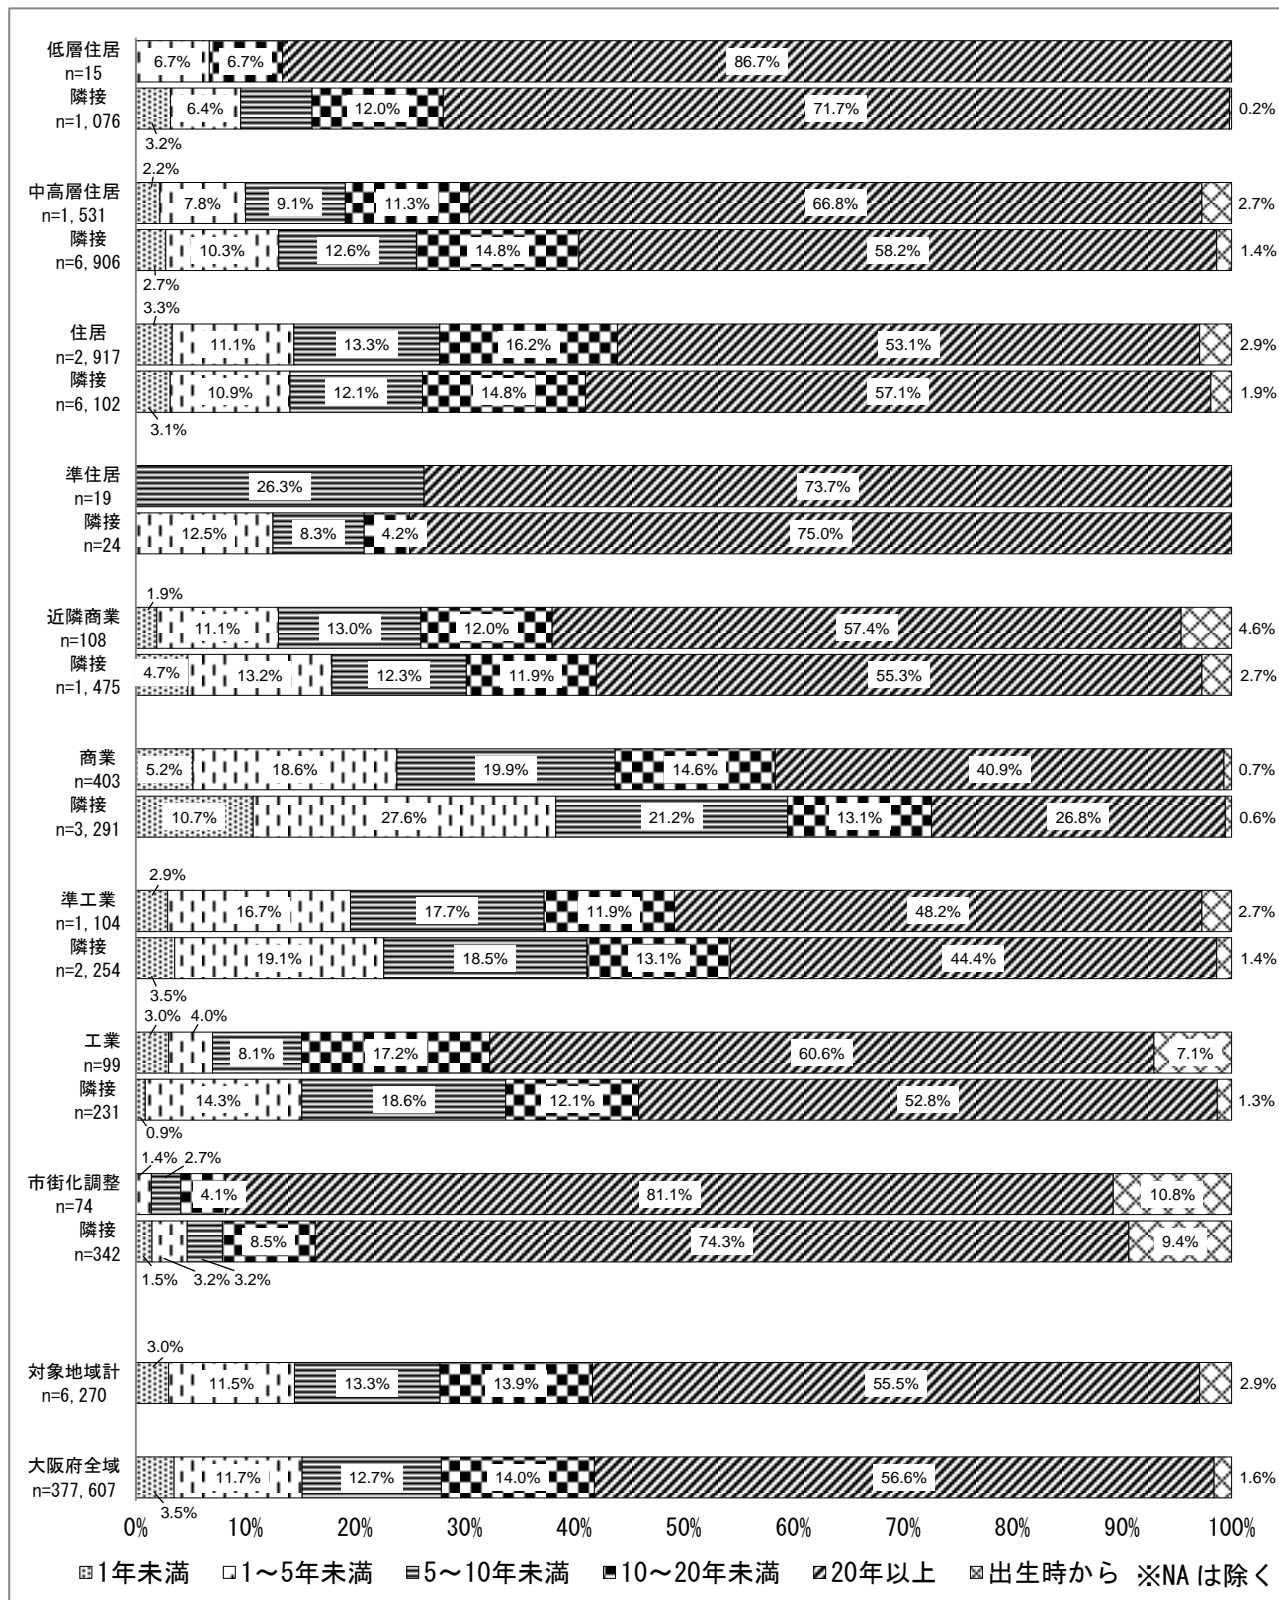 低層住居
n=15
6.7% 6.7% 86.7%
隣接
n=1,076
6.4% 12.0% 71.7% 0.2%
3.2%
2.2%
中高層住居
n=1,531
7.8% 9.1% 11.3% 66.8% 2.7%
隣接
n=6,906
10.3% 12.6% 14.8% 58.2% 1.4%
2.7%
3.3%
住居
n=2,917
11.1% 13.3% 16.2% 53.1% 2.9%
隣接
n=6,102
10.9% 12.1% 14.8% 57.1% 1.9%
3.1%
準住居
n=19
26.3% 73.7%
隣接
n=24
12.5% 8.3% 4.2% 75.0%
1.9%
近隣商業
n=108
11.1% 13.0% 12.0% 57.4% 4.6%
隣接
n=1,475
4.7% 13.2% 12.3% 11.9% 55.3% 2.7%
商業
n=403
5.2% 18.6% 19.9% 14.6% 40.9% 0.7%
隣接
n=3,291
10.7% 27.6% 21.2% 13.1% 26.8% 0.6%
2.9%
準工業
n=1,104
16.7% 17.7% 11.9% 48.2% 2.7%
隣接
n=2,254
19.1% 18.5% 13.1% 44.4% 1.4%
3.5%
3.0% 4.0%
工業
n=99
8.1% 17.2% 60.6% 7.1%
隣接
n=231
14.3% 18.6% 12.1% 52.8% 1.3%
0.9%
1.4% 2.7%
市街化調整
n=74
4.1% 81.1% 10.8%
隣接
n=342
8.5% 74.3% 9.4%
1.5% 3.2% 3.2%
3.0%
対象地域計
n=6,270
11.5% 13.3% 13.9% 55.5% 2.9%
大阪府全域
n=377,607
11.7% 12.7% 14.0% 56.6% 1.6%
3.5%
0% 10% 20% 30% 40% 50% 60% 70% 80% 90% 100%
1年未満 1～5年未満 5～10年未満 10～20年未満 20年以上 出生時から ※NAは除く